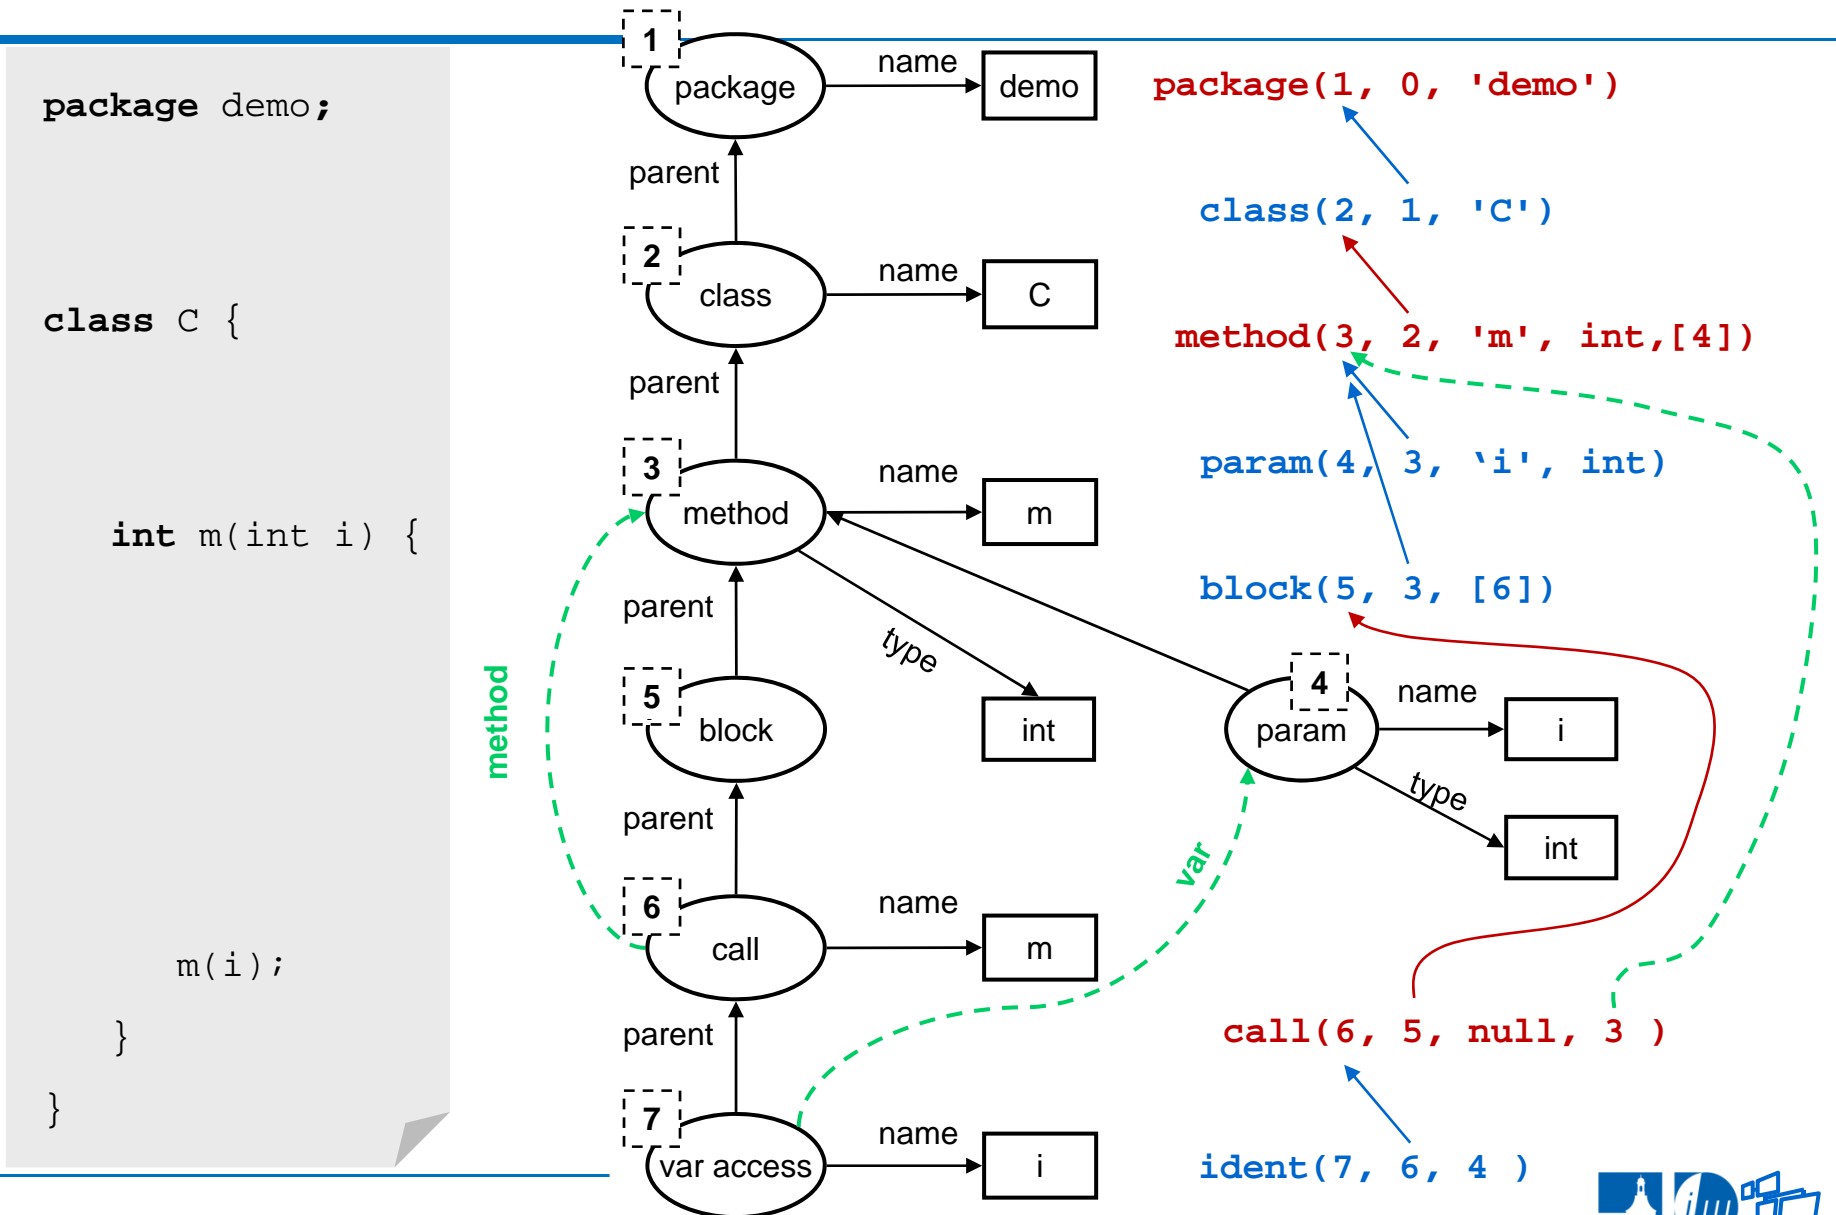 package demo;
class C {
int m(int i) {
m(i);
}
}
1
package
name
demo
parent
2
class
name
C
parent
3
method
name
m
parent
type
int
4
param
name
i
type
int
5
block
method
parent
var
6
call
name
m
parent
7
var access
name
i
package(1, 0, 'demo')
class(2, 1, 'C')
method(3, 2, 'm', int,[4])
param(4, 3, ‘i', int)
block(5, 3, [6])
call(6, 5, null, 3 )
ident(7, 6, 4 )